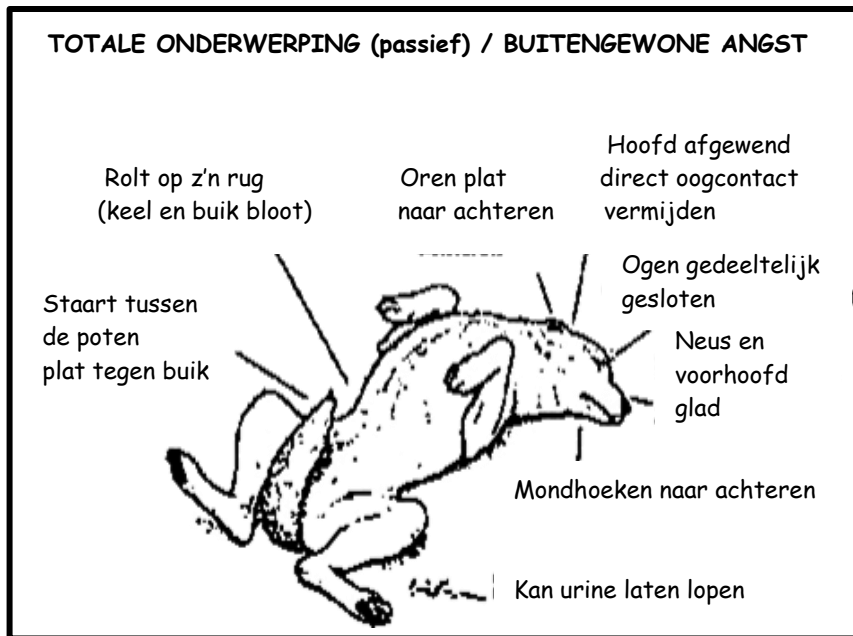 TOTALE ONDERWERPING (passief) / BUITENGEWONE ANGST
Rolt op z'n rug
(keel en buik bloot)
Oren plat
naar achteren
Hoofd afgewend
direct oogcontact
vermijden
Ogen gedeeltelijk
gesloten
Staart tussen
de poten
plat tegen buik
Neus en
voorhoofd
glad
Mondhoeken naar achteren
Kan urine laten lopen